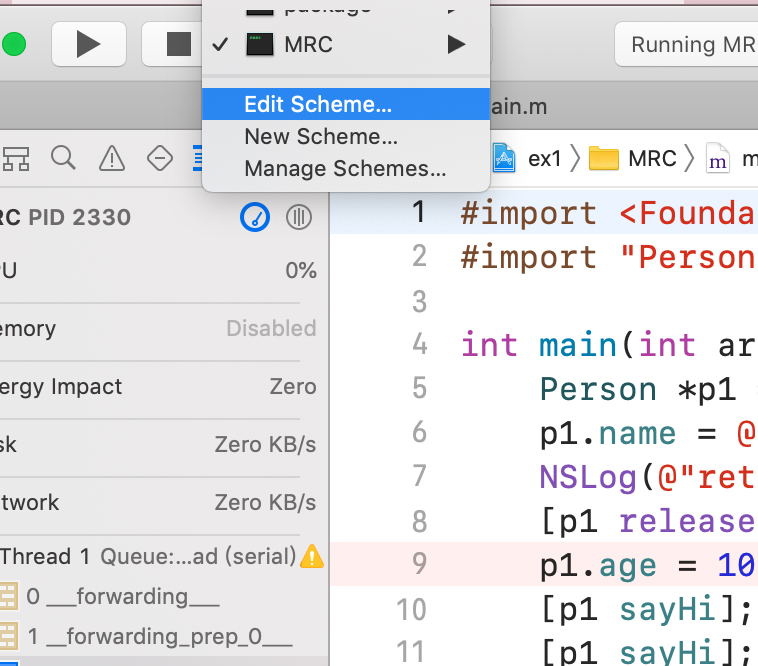 MRC
Running MR
Edit Scheme...
ain.m
New Scheme...
Manage Schemes...
ex1
MRC
m
m
RC PID 2330
U
0%
emory
Disabled
ergy Impact
Zero
sk
Zero KB/s
twork
Zero KB/s
Thread 1 Queue:...ad (serial)
0 ___forwarding___
1 __forwarding_prep_0___
1 #import <Founda
2 #import "Person
3
4 int main(int ar
5 Person *p1
6 p1.name = @
7 NSLog(@"ret
8 [p1 release
9 p1.age = 10
10 [p1 sayHi];
11 [p1 sayHi];